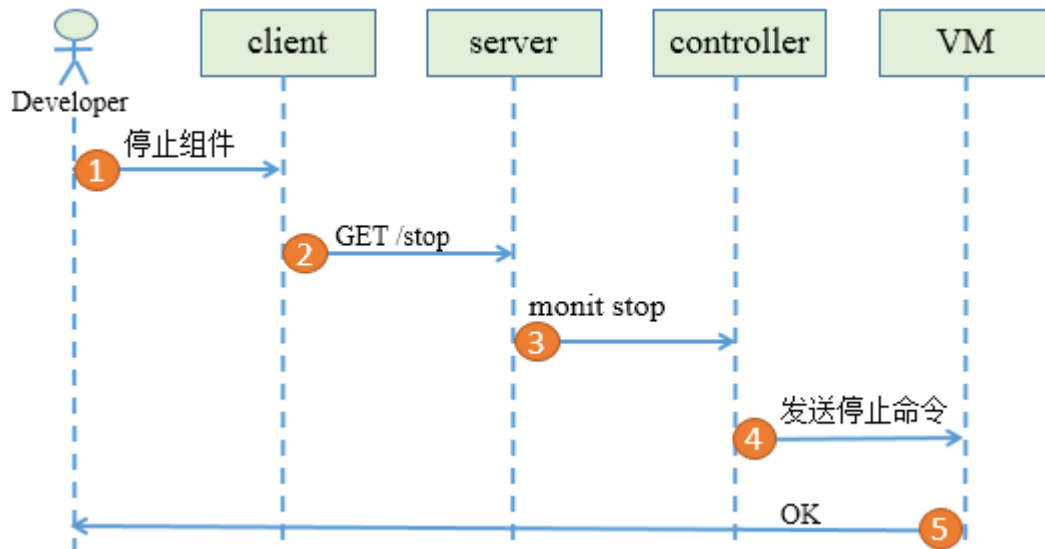 client
server
controller
VM
Developer
停止组件
1
GET /stop
2
monit stop
3
发送停止命令
4
OK
5